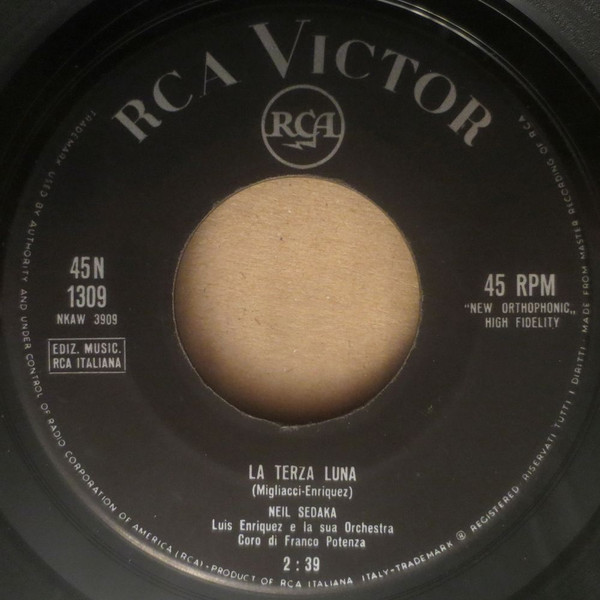 RCA VICTOR
RCA
45 N
1309
NKAW 3909
EDIZ. MUSIC.
RCA ITALIANA
45 RPM
"NEW ORTHOPHONIC„
HIGH FIDELITY
LA TERZA LUNA
(Migliacci-Enriquez)
NEIL SEDAKA
Luis Enriquez e la sua Orchestra
Coro di Franco Potenza
2 : 39
TRADEMARK USED BY AUTHORITY AND UNDER CONTROL OF RADIO CORPORATION OF AMERICA (RCA)-PRODUCT OF RCA ITALIANA ITALY-TRADEMARK ® REGISTERED RISERVATI TUTTI I DIRITTI - MADE FROM MASTER RECORDING OF RCA